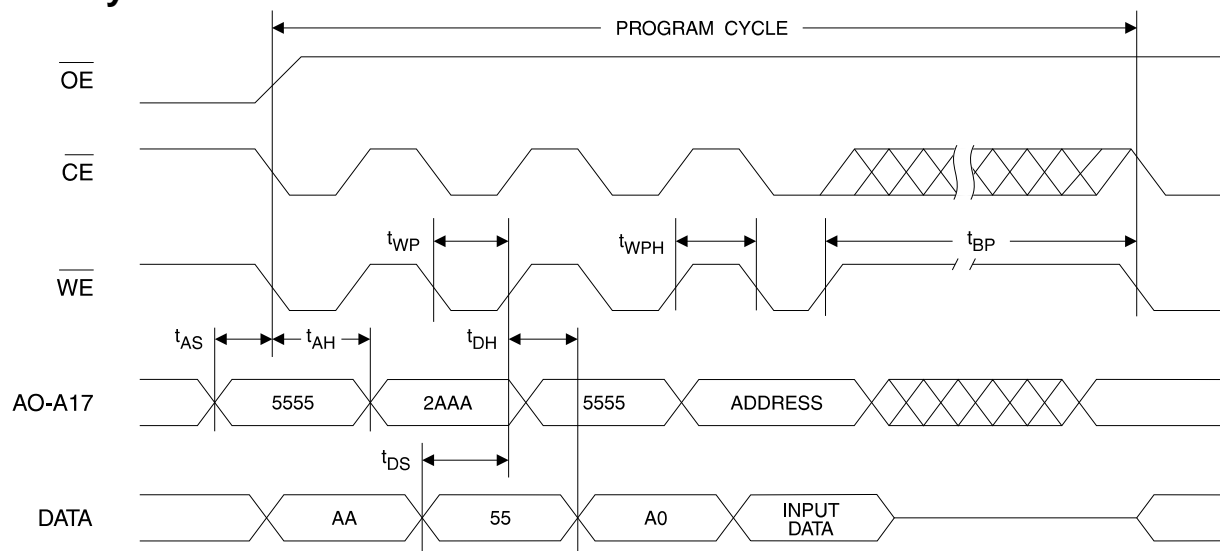 PROGRAM CYCLE
OE
CE
tWP
tWPH
tBP
WE
tAS
tAH
tDH
AO-A17
5555
2AAA
5555
ADDRESS
tDS
DATA
AA
55
A0
INPUT
DATA